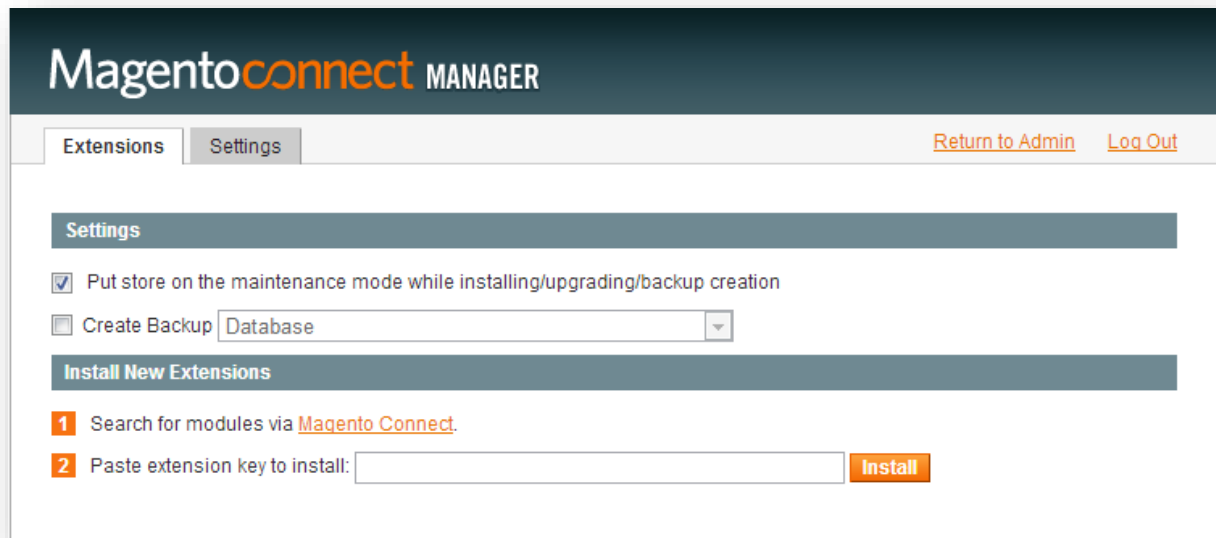 Magentoconnect MANAGER
Extensions Settings Return to Admin Log Out
Settings
Put store on the maintenance mode while installing/upgrading/backup creation
Create Backup Database
Install New Extensions
1 Search for modules via Magento Connect.
2 Paste extension key to install: Install